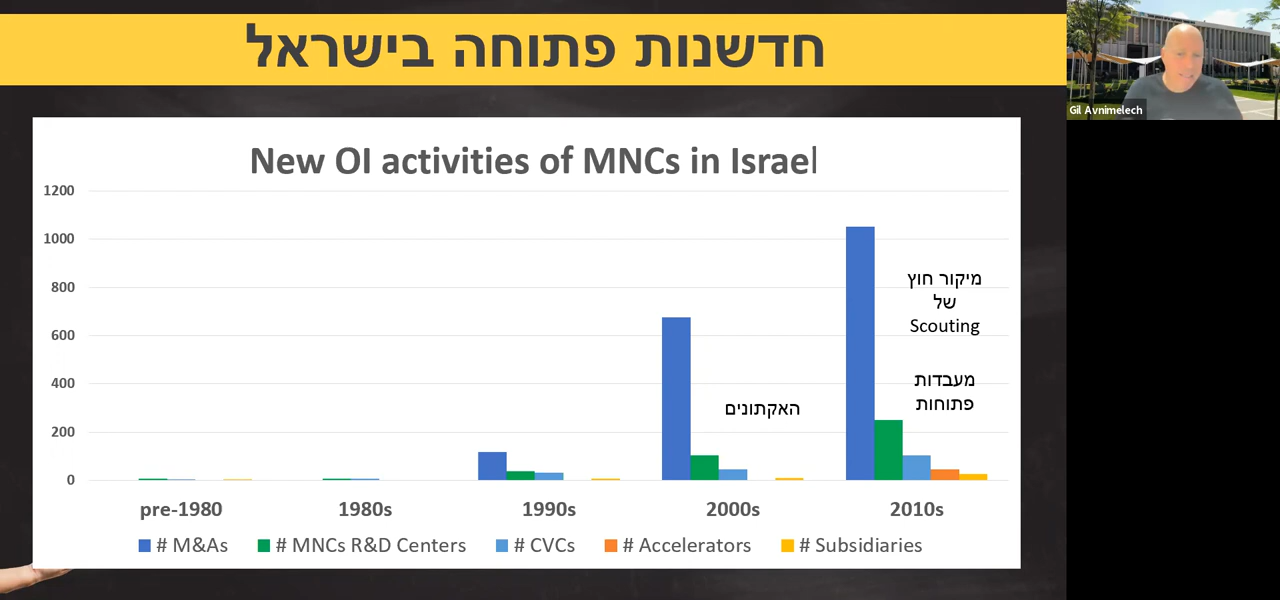 חדשנות פתוחה בישראל
Gil Avnimelech
New OI activities of MNCs in Israel
1200
1000
800
600
400
200
0
מיקור חוץ
של
Scouting
מעבדות
פתוחות
האקתונים
pre-1980 1980s 1990s 2000s 2010s
# M&As # MNCs R&D Centers # CVCs # Accelerators # Subsidiaries